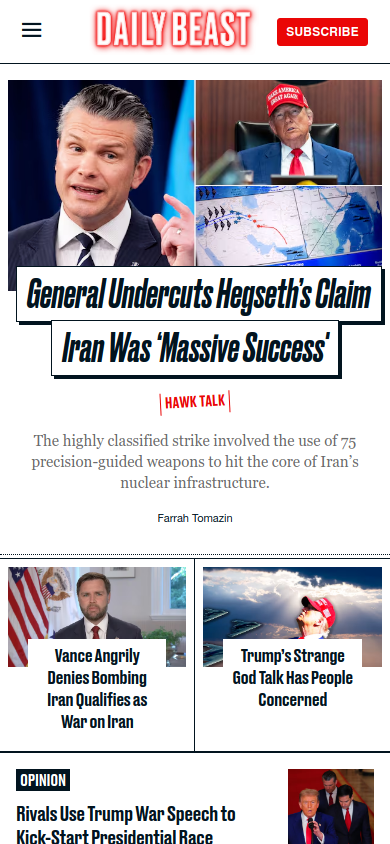 DAILY BEAST
SUBSCRIBE
MAKE AMERICA
GREAT AGAIN
General Undercuts Hegseth's Claim
Iran Was 'Massive Success'
HAWK TALK
The highly classified strike involved the use of 75
precision-guided weapons to hit the core of Iran's
nuclear infrastructure.
Farrah Tomazin
Vance Angrily
Denies Bombing
Iran Qualifies as
War on Iran
Trump's Strange
God Talk Has People
Concerned
OPINION
Rivals Use Trump War Speech to
Kick-Start Presidential Race